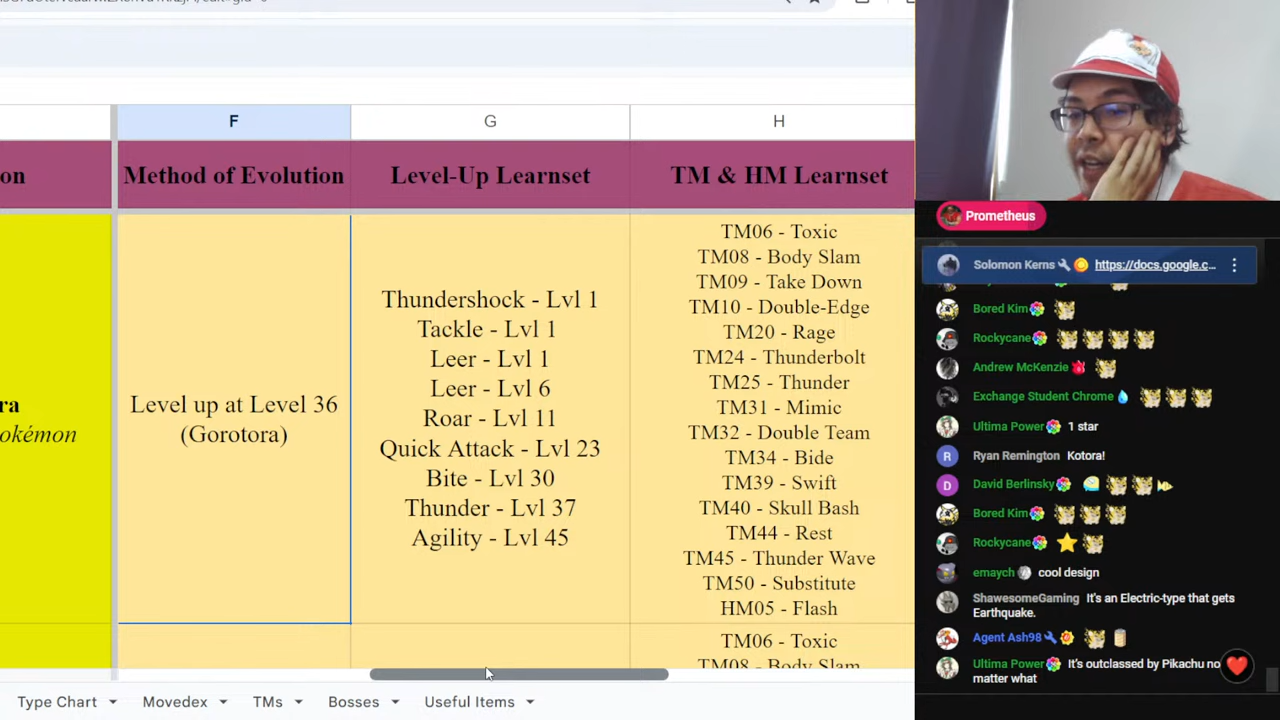 F
G
H
on
Method of Evolution
Level-Up Learnset
TM & HM Learnset
ra
okémon
Level up at Level 36
(Gorotora)
Thundershock - Lvl 1
Tackle - Lvl 1
Leer - Lvl 1
Leer - Lvl 6
Roar - Lvl 11
Quick Attack - Lvl 23
Bite - Lvl 30
Thunder - Lvl 37
Agility - Lvl 45
TM06 - Toxic
TM08 - Body Slam
TM09 - Take Down
TM10 - Double-Edge
TM20 - Rage
TM24 - Thunderbolt
TM25 - Thunder
TM31 - Mimic
TM32 - Double Team
TM34 - Bide
TM39 - Swift
TM40 - Skull Bash
TM44 - Rest
TM45 - Thunder Wave
TM50 - Substitute
HM05 - Flash
TM06 - Toxic
TM08 - Body Slam
Type Chart
Movedex
TMs
Bosses
Useful Items
Prometheus
Solomon Kerns https://docs.google.c...
Bored Kim
Rockycane
Andrew McKenzie
Exchange Student Chrome
Ultima Power 1 star
R
Ryan Remington Kotora!
D
David Berlinsky
Bored Kim
Rockycane
emaych cool design
ShawesomeGaming It's an Electric-type that gets
Earthquake.
Agent Ash98
Ultima Power It's outclassed by Pikachu no
matter what